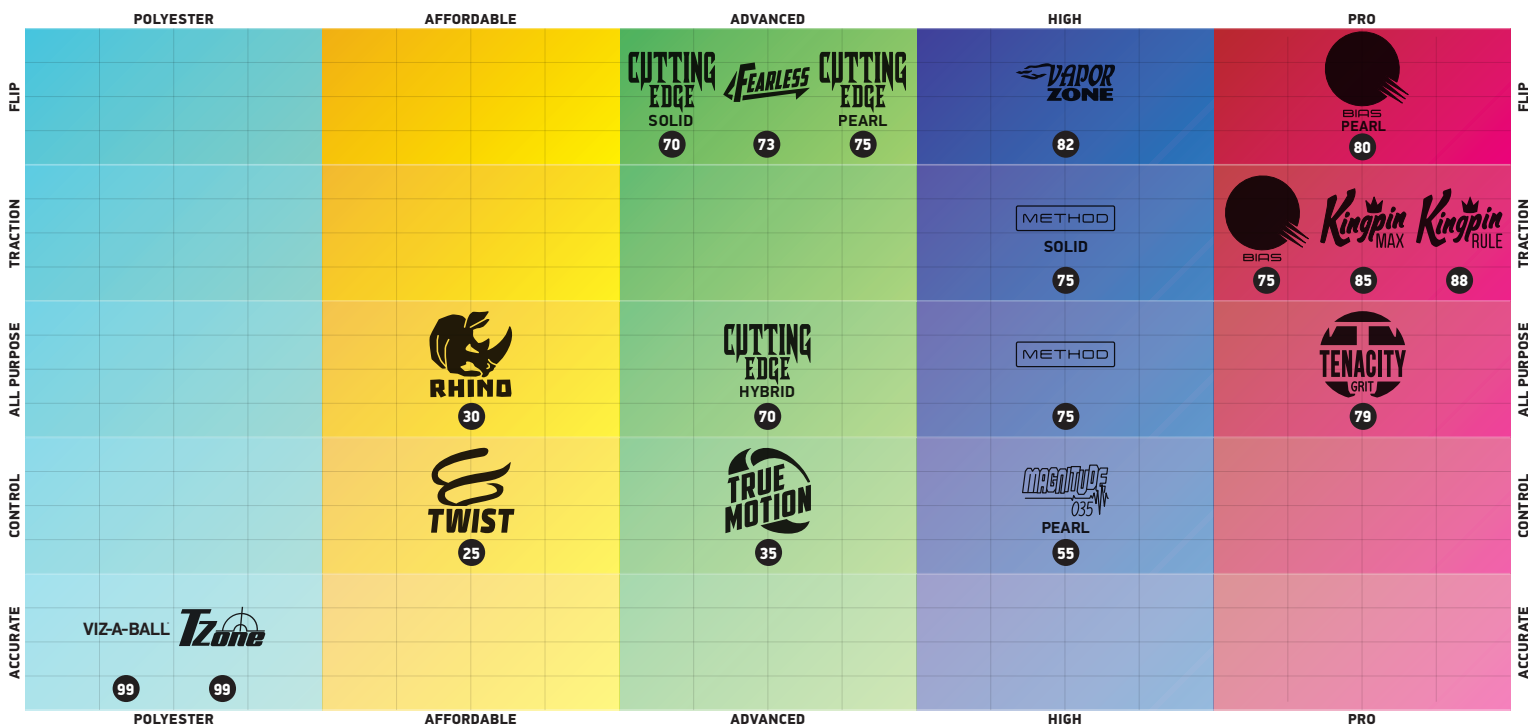 POLYESTER AFFORDABLE ADVANCED HIGH PRO
FLIP
CUTTING EDGE
SOLID
70
FEARLESS
73
CUTTING EDGE
PEARL
75
VAPOR ZONE
82
BIAS
PEARL
80
FLIP
TRACTION
METHOD
SOLID
75
BIAS
75
Kingpin
MAX
85
Kingpin
RULE
88
TRACTION
ALL PURPOSE
RHINO
30
CUTTING EDGE
HYBRID
70
METHOD
75
TENACITY
GRIT
79
ALL PURPOSE
CONTROL
TWIST
25
TRUE MOTION
35
MAGNITUDE
035
PEARL
55
CONTROL
ACCURATE
VIZ-A-BALL
99
TZone
99
ACCURATE
POLYESTER AFFORDABLE ADVANCED HIGH PRO